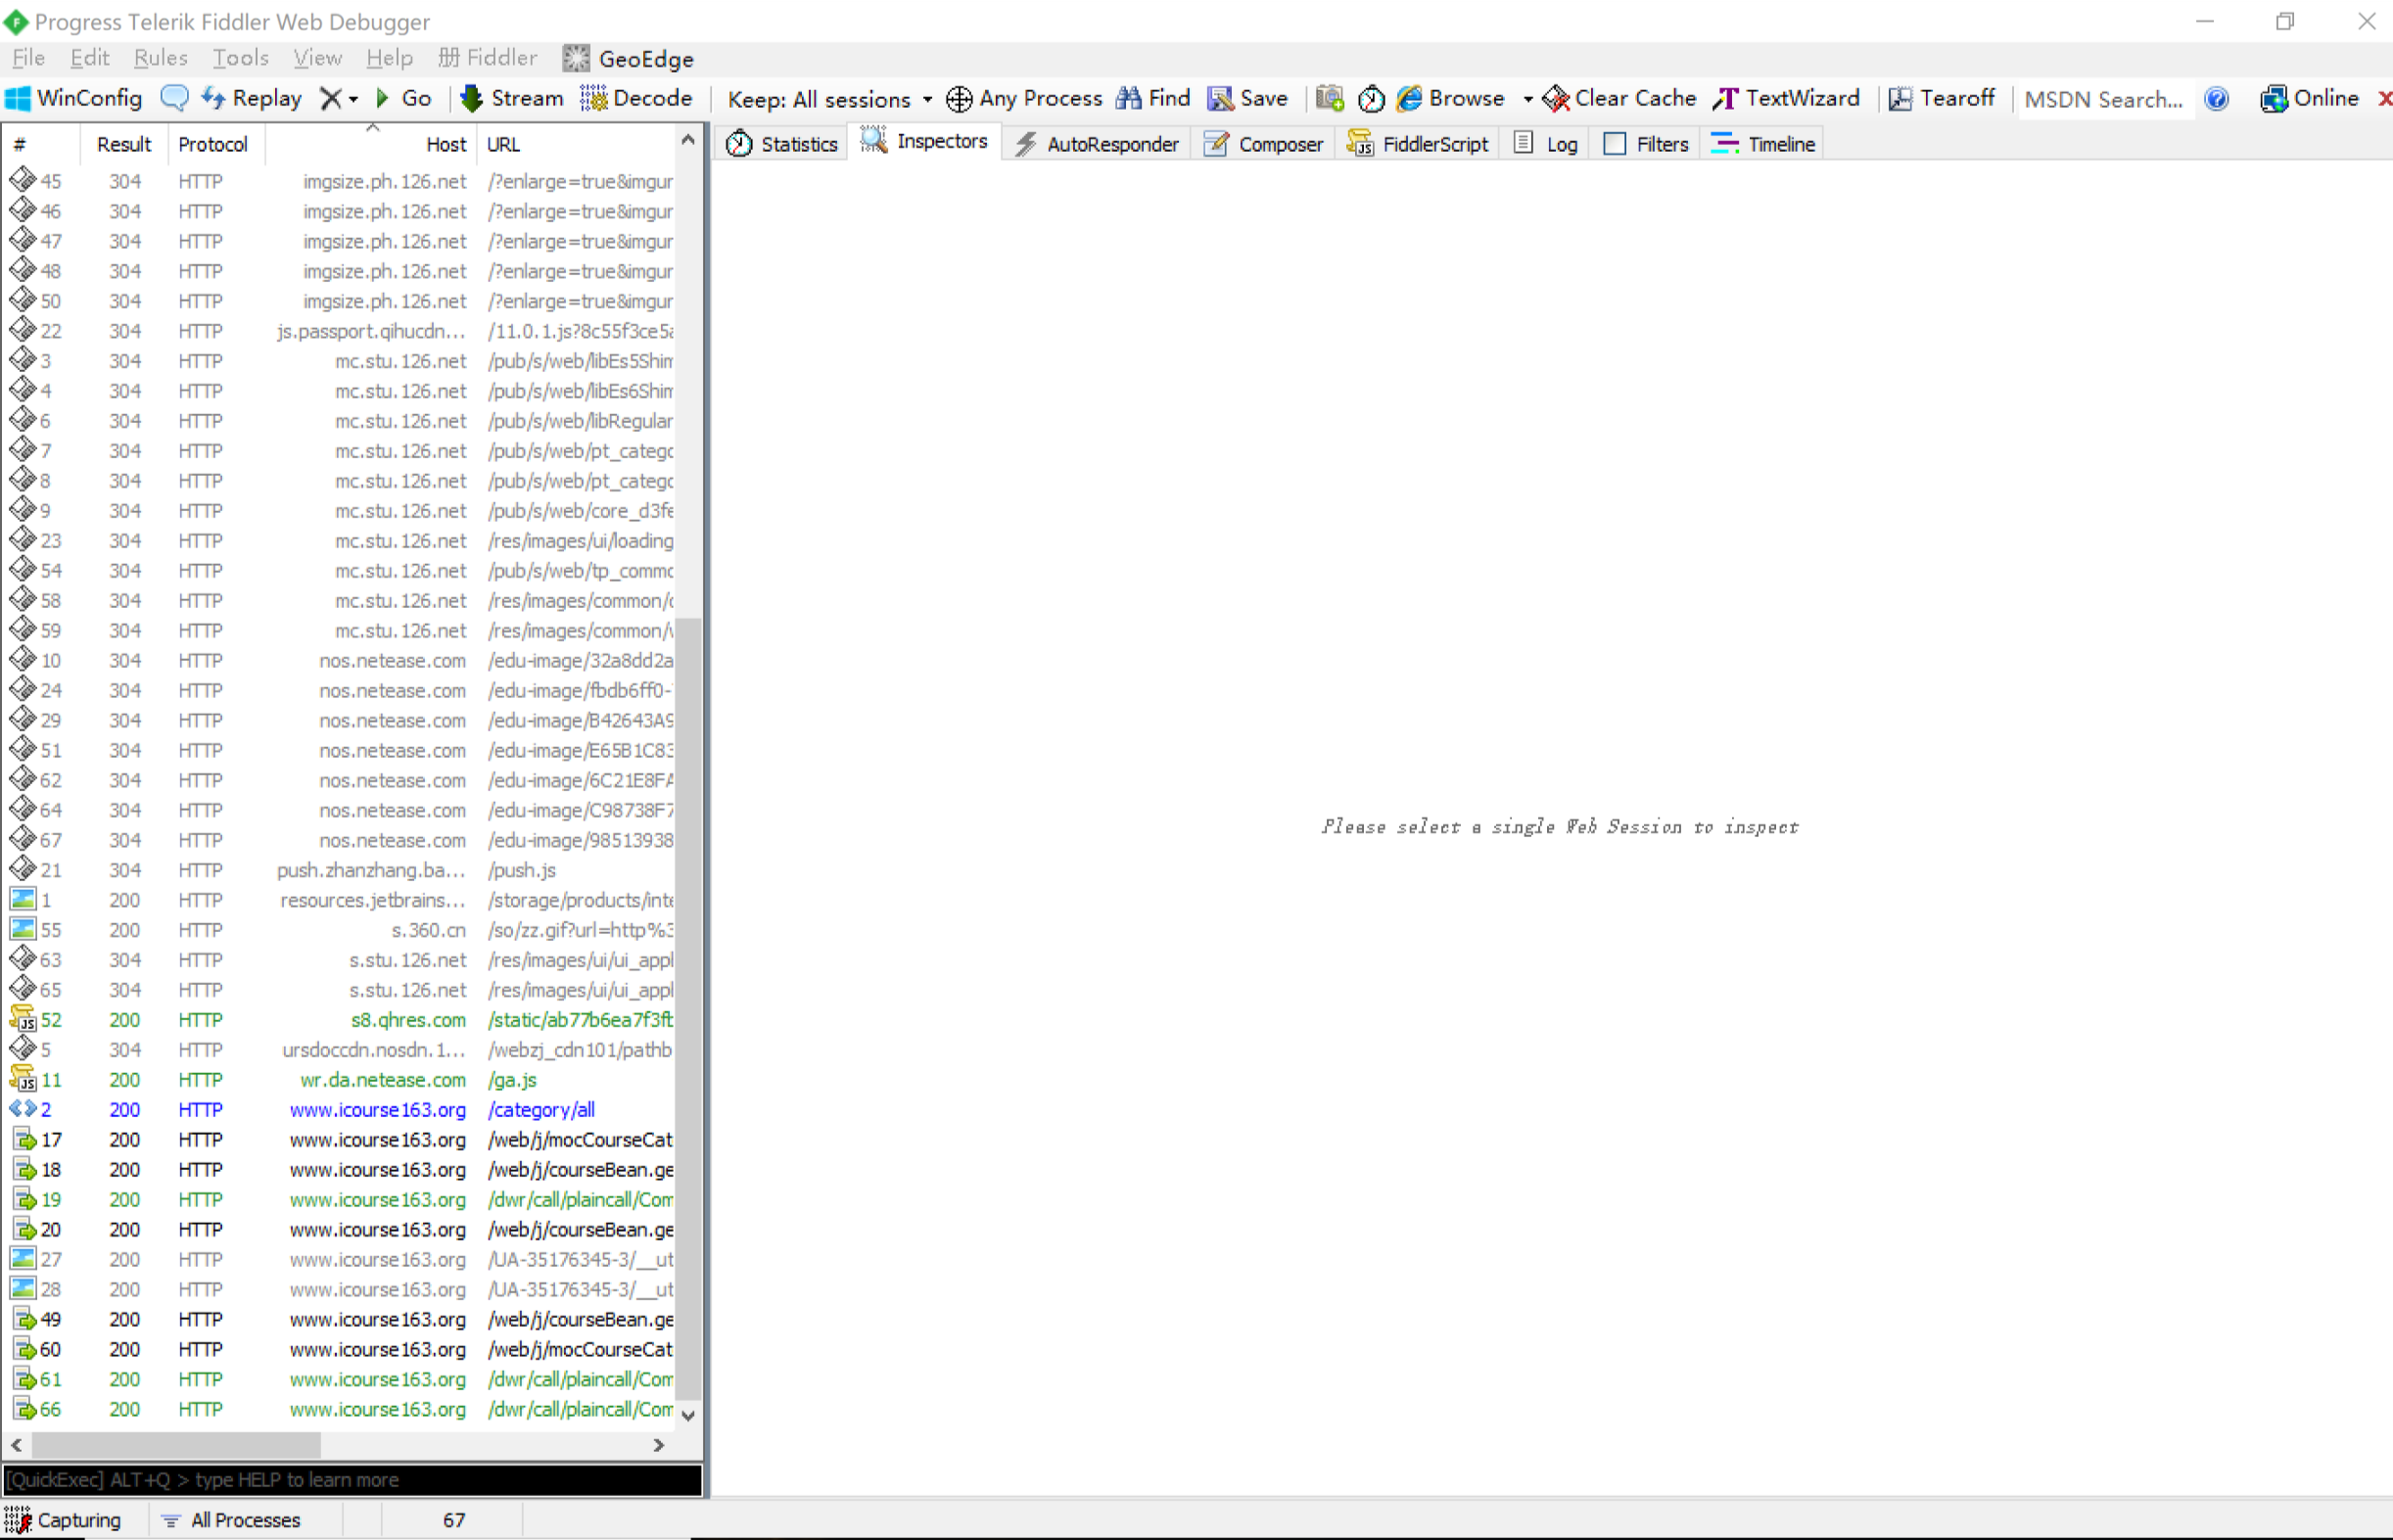 Progress Telerik Fiddler Web Debugger
File Edit Rules Tools View Help 册 Fiddler GeoEdge
WinConfig Replay Go Stream Decode Keep: All sessions Any Process Find Save Browse Clear Cache TextWizard Tearoff MSDN Search... Online
Statistics Inspectors AutoResponder Composer FiddlerScript Log Filters Timeline
# Result Protocol Host URL
45 304 HTTP imgsize.ph.126.net /?enlarge=true&imgur
46 304 HTTP imgsize.ph.126.net /?enlarge=true&imgur
47 304 HTTP imgsize.ph.126.net /?enlarge=true&imgur
48 304 HTTP imgsize.ph.126.net /?enlarge=true&imgur
50 304 HTTP imgsize.ph.126.net /?enlarge=true&imgur
22 304 HTTP js.passport.qihucdn... /11.0.1.js?8c55f3ce5a
3 304 HTTP mc.stu.126.net /pub/s/web/libEs5Shim
4 304 HTTP mc.stu.126.net /pub/s/web/libEs6Shim
6 304 HTTP mc.stu.126.net /pub/s/web/libRegular
7 304 HTTP mc.stu.126.net /pub/s/web/pt_catego
8 304 HTTP mc.stu.126.net /pub/s/web/pt_catego
9 304 HTTP mc.stu.126.net /pub/s/web/core_d3fe
23 304 HTTP mc.stu.126.net /res/images/ui/loading
54 304 HTTP mc.stu.126.net /pub/s/web/tp_commo
58 304 HTTP mc.stu.126.net /res/images/common/
59 304 HTTP mc.stu.126.net /res/images/common/
10 304 HTTP nos.netease.com /edu-image/32a8dd2a
24 304 HTTP nos.netease.com /edu-image/fbdb6ff0-
29 304 HTTP nos.netease.com /edu-image/B42643A9
51 304 HTTP nos.netease.com /edu-image/E65B1C83
62 304 HTTP nos.netease.com /edu-image/6C21E8FA
64 304 HTTP nos.netease.com /edu-image/C98738F7
67 304 HTTP nos.netease.com /edu-image/98513938
21 304 HTTP push.zhanzhang.ba... /push.js
1 200 HTTP resources.jetbrains... /storage/products/inte
55 200 HTTP s.360.cn /so/zz.gif?url=http%3
63 304 HTTP s.stu.126.net /res/images/ui/ui_appl
65 304 HTTP s.stu.126.net /res/images/ui/ui_appl
52 200 HTTP s8.qhres.com /static/ab77b6ea7f3fb
5 304 HTTP ursdoccdn.nosdn.1... /webzj_cdn101/pathb
11 200 HTTP wr.da.netease.com /ga.js
2 200 HTTP www.icourse163.org /category/all
17 200 HTTP www.icourse163.org /web/j/mocCourseCat
18 200 HTTP www.icourse163.org /web/j/courseBean.ge
19 200 HTTP www.icourse163.org /dwr/call/plaincall/Com
20 200 HTTP www.icourse163.org /web/j/courseBean.ge
27 200 HTTP www.icourse163.org /UA-35176345-3/__ut
28 200 HTTP www.icourse163.org /UA-35176345-3/__ut
49 200 HTTP www.icourse163.org /web/j/courseBean.ge
60 200 HTTP www.icourse163.org /web/j/mocCourseCat
61 200 HTTP www.icourse163.org /dwr/call/plaincall/Com
66 200 HTTP www.icourse163.org /dwr/call/plaincall/Com
Please select a single Web Session to inspect
[QuickExec] ALT+Q > type HELP to learn more
Capturing All Processes 67